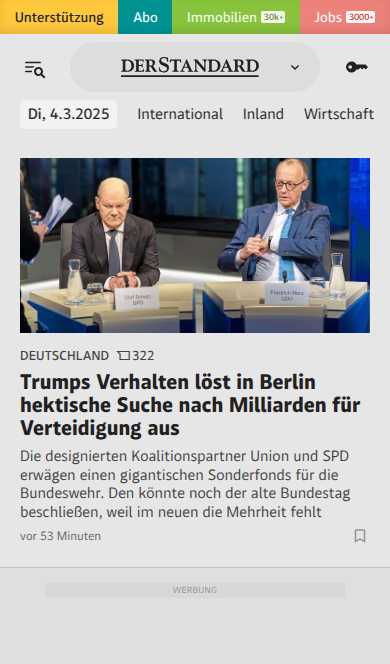 Unterstützung Abo Immobilien 30k+ Jobs 3000+
DERSTANDARD
Di, 4.3.2025 International Inland Wirtschaft
Olaf Scholz
SPD
Friedrich Merz
CDU
DEUTSCHLAND 322
Trumps Verhalten löst in Berlin
hektische Suche nach Milliarden für
Verteidigung aus
Die designierten Koalitionspartner Union und SPD
erwägen einen gigantischen Sonderfonds für die
Bundeswehr. Den könnte noch der alte Bundestag
beschließen, weil im neuen die Mehrheit fehlt
vor 53 Minuten
WERBUNG